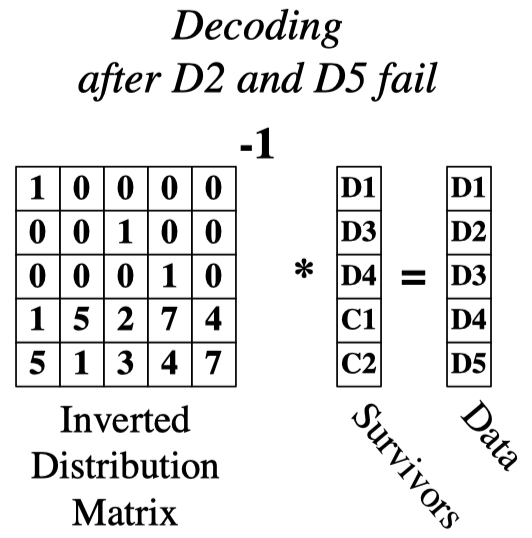 Decoding
after D2 and D5 fail
-1
1 0 0 0 0 D1 D1
0 0 1 0 0 D3 D2
0 0 0 1 0 * D4 = D3
1 5 2 7 4 C1 D4
5 1 3 4 7 C2 D5
Inverted
Distribution
Matrix
Survivors
Data